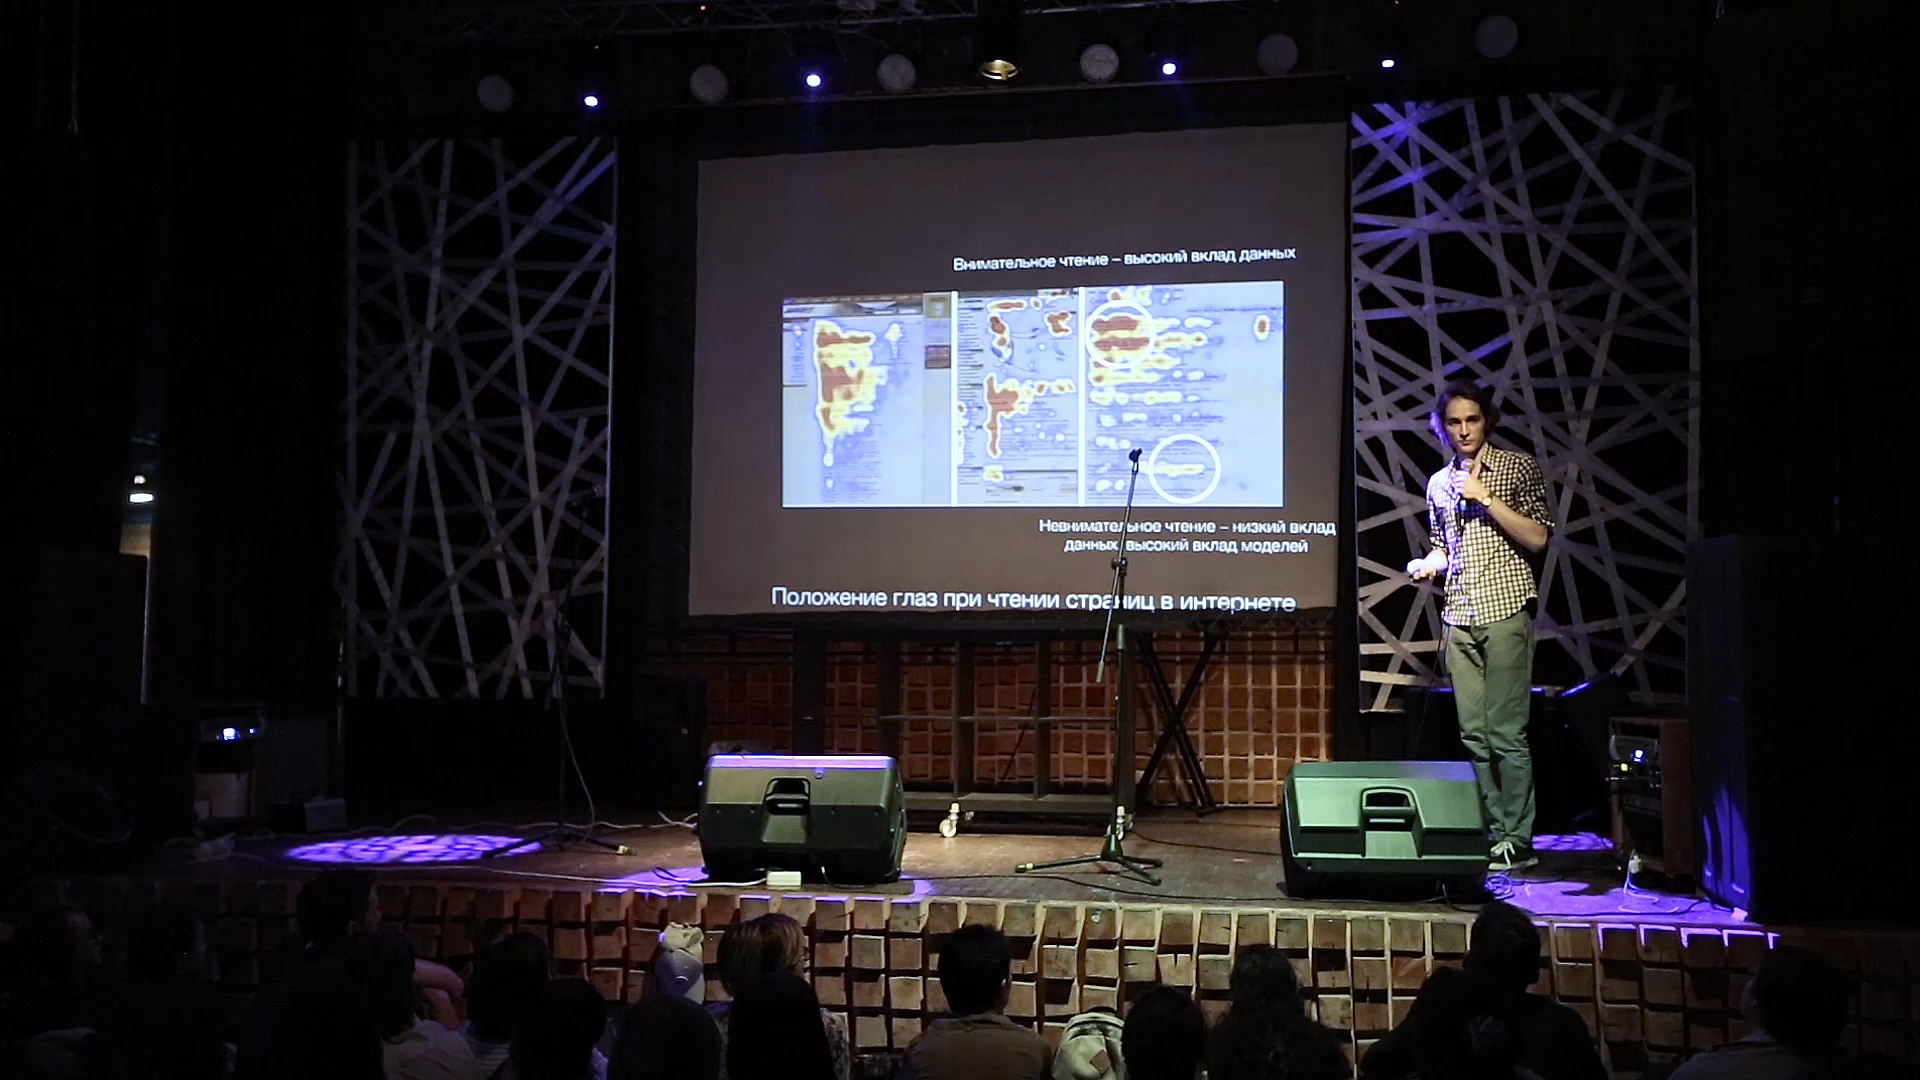 Внимательное чтение – высокий вклад данных
Невнимательное чтение – низкий вклад
данных, высокий вклад моделей
Положение глаз при чтении страниц в интернете